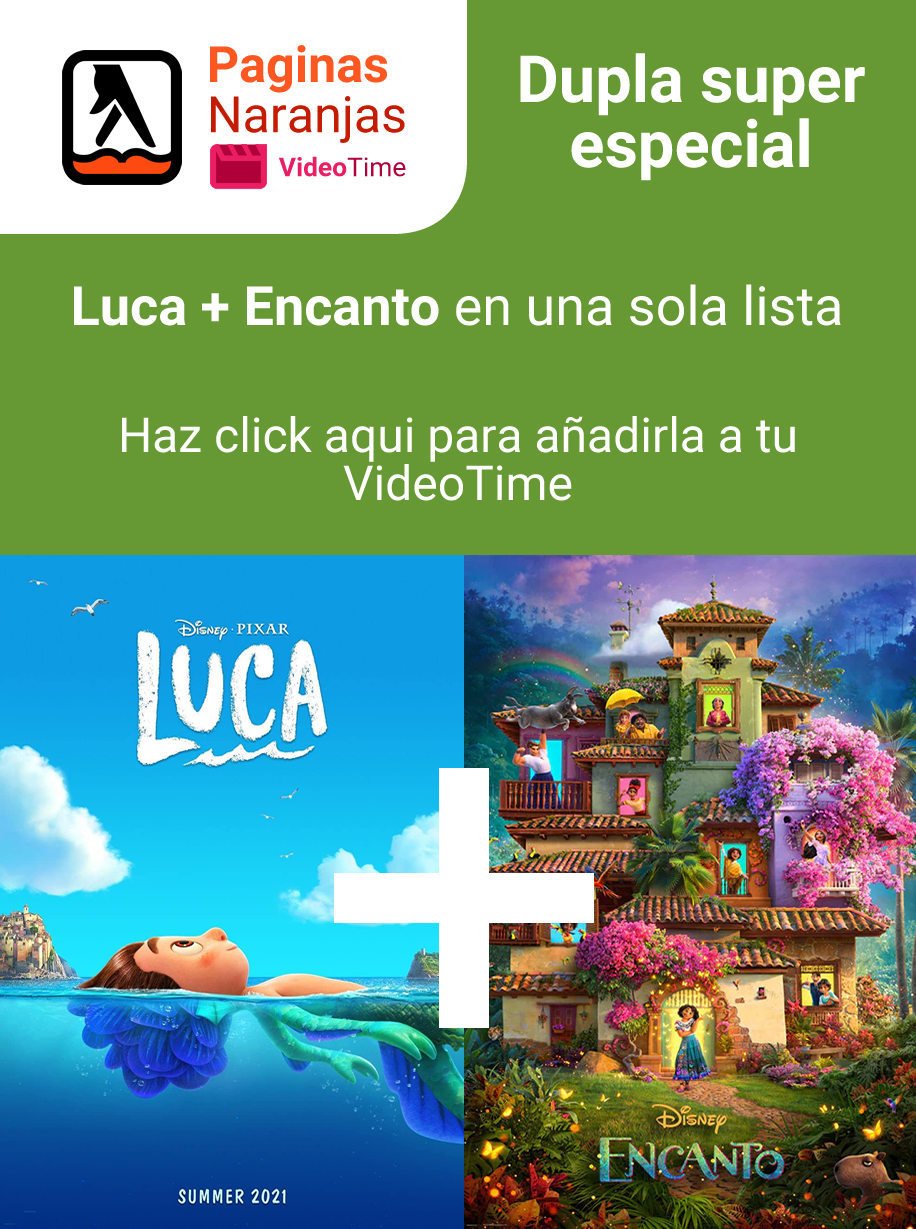 Paginas
Naranjas
VideoTime
Dupla super
especial
Luca + Encanto en una sola lista
Haz click aqui para añadirla a tu
VideoTime
Disney · PIXAR
LUCA
SUMMER 2021
Disney
ENCANTO